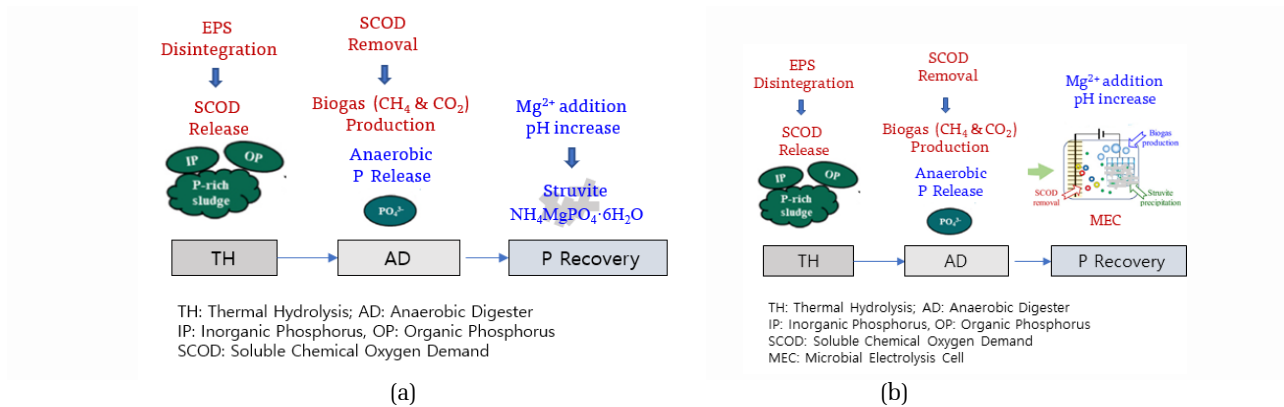 EPS
Disintegration
SCOD
Release
IP
OP
P-rich
sludge
TH
SCOD
Removal
Biogas (CH₄ & CO₂)
Production
Anaerobic
P Release
PO₄³⁻
AD
Mg²⁺ addition
pH increase
Struvite
NH₄MgPO₄·6H₂O
P Recovery
TH: Thermal Hydrolysis; AD: Anaerobic Digester
IP: Inorganic Phosphorus, OP: Organic Phosphorus
SCOD: Soluble Chemical Oxygen Demand
(a)
EPS
Disintegration
SCOD
Release
IP
OP
P-rich
sludge
TH
SCOD
Removal
Biogas (CH₄ & CO₂)
Production
Anaerobic
P Release
PO₄³⁻
AD
Mg²⁺ addition
pH increase
Biogas
production
SCOD
removal
Struvite
precipitation
MEC
P Recovery
TH: Thermal Hydrolysis; AD: Anaerobic Digester
IP: Inorganic Phosphorus, OP: Organic Phosphorus
SCOD: Soluble Chemical Oxygen Demand
MEC: Microbial Electrolysis Cell
(b)